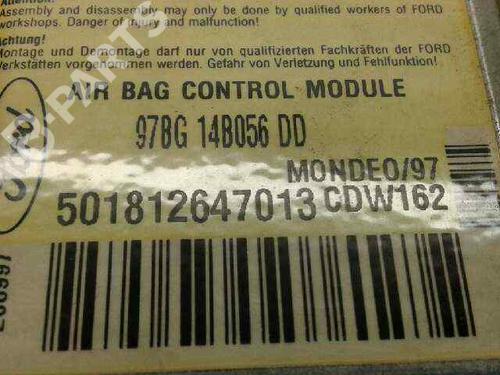 Attention!
Assembly and disassembly may only be done by qualified workers of FORD
workshops. Danger of injury and malfunction!
Achtung!
Montage und Demontage darf nur von qualifizierten Fachkräften der FORD
Werkstätten vorgenommen werden. Gefahr von Verletzung und Fehlfunktion!
AIR BAG CONTROL MODULE
97BG 14B056 DD
MONDEO/97
501812647013 CDW162